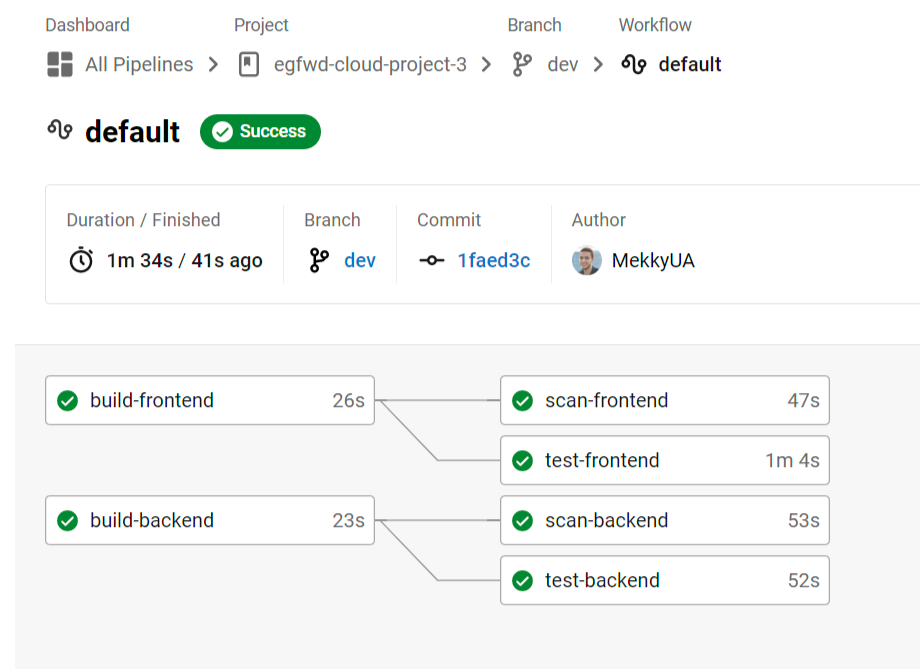 Dashboard Project Branch Workflow
All Pipelines egfwd-cloud-project-3 dev default
default Success
Duration / Finished Branch Commit Author
1m 34s / 41s ago dev 1faed3c MekkyUA
build-frontend 26s scan-frontend 47s
test-frontend 1m 4s
build-backend 23s scan-backend 53s
test-backend 52s